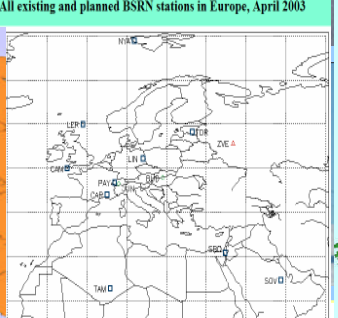 All existing and planned BSRN stations in Europe, April 2003
NYA
LER
TOR
ZVE
LIN
CAM
PAY
CAR
SBO
SOV
TAM